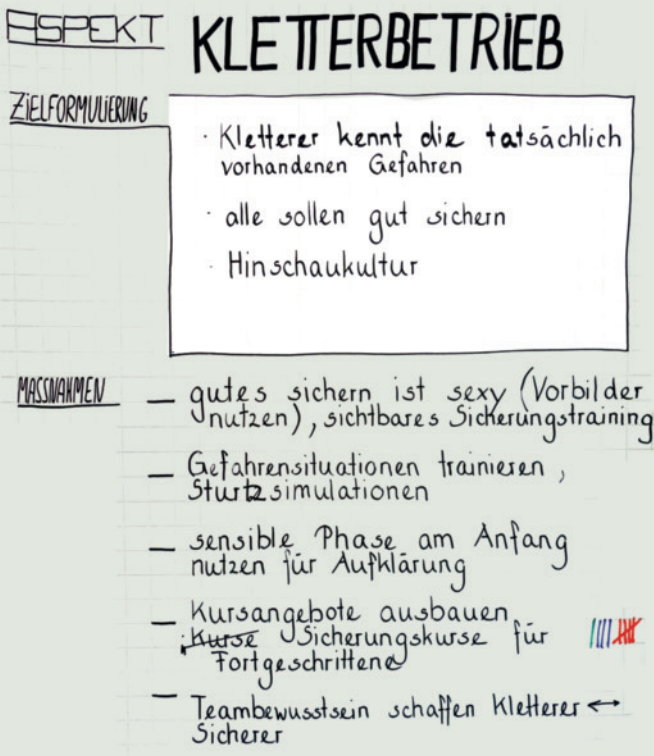 ASPEKT KLETTERBETRIEB
ZIELFORMULIERUNG
· Kletterer kennt die tatsächlich
vorhandenen Gefahren
· alle sollen gut sichern
· Hinschaukultur
MASSNAHMEN
— gutes sichern ist sexy (Vorbilder
nutzen), sichtbares Sicherungstraining
— Gefahrensituationen trainieren,
Sturtzsimulationen
— sensible Phase am Anfang
nutzen für Aufklärung
— Kursangebote ausbauen
; Kurse Sicherungskurse für
Fortgeschrittene
— Teambewusstsein schaffen Kletterer ↔
Sicherer